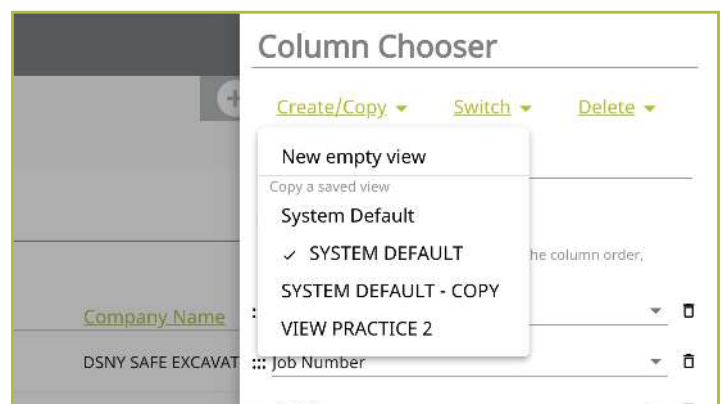 Column Chooser
Create/Copy Switch Delete
New empty view
Copy a saved view
System Default
SYSTEM DEFAULT
he column order,
SYSTEM DEFAULT - COPY
Company Name
VIEW PRACTICE 2
DSNY SAFE EXCAVAT
Job Number